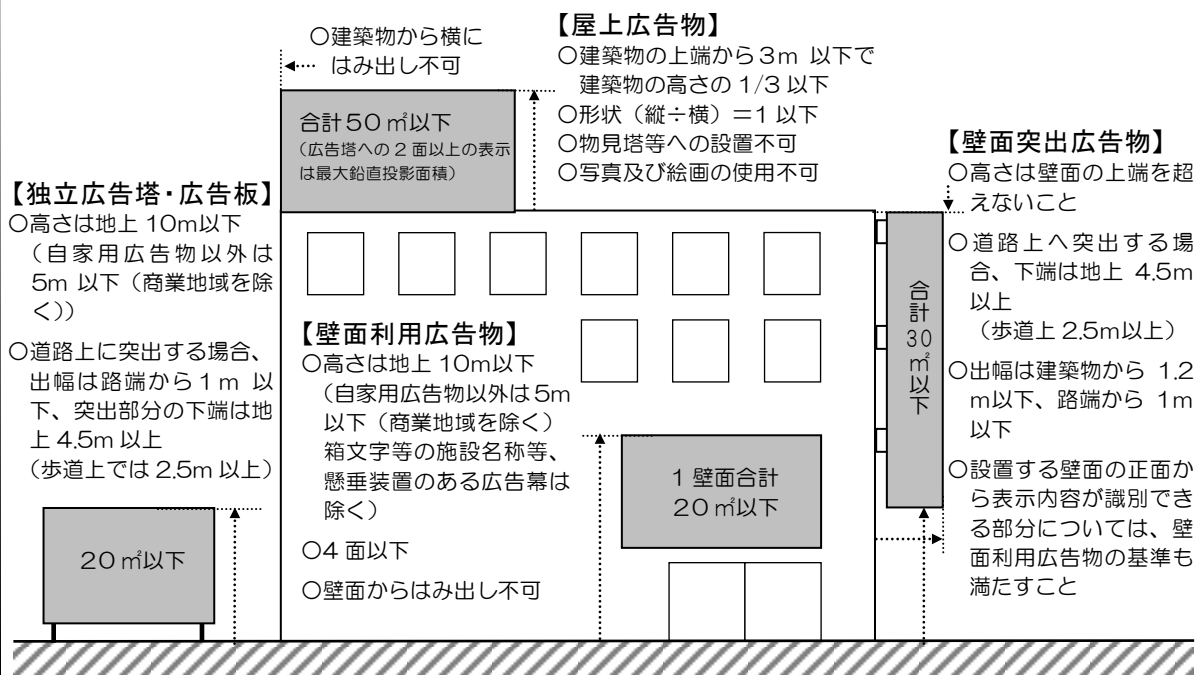 〇建築物から横に
はみ出し不可
【屋上広告物】
〇建築物の上端から3m 以下で
建築物の高さの 1/3 以下
〇形状（縦÷横）＝1 以下
〇物見塔等への設置不可
〇写真及び絵画の使用不可
合計50㎡以下
（広告塔への2面以上の表示
は最大鉛直投影面積）
【独立広告塔・広告板】
〇高さは地上 10m以下
（自家用広告物以外は
5m 以下（商業地域を除
く））
〇道路上に突出する場合、
出幅は路端から1m 以
下、突出部分の下端は地
上 4.5m 以上
（歩道上では 2.5m 以上）
20㎡以下
【壁面利用広告物】
〇高さは地上 10m以下
（自家用広告物以外は5m
以下（商業地域を除く）
箱文字等の施設名称等、
懸垂装置のある広告幕は
除く）
〇4 面以下
〇壁面からはみ出し不可
1 壁面合計
20㎡以下
合計30㎡以下
【壁面突出広告物】
〇高さは壁面の上端を超
えないこと
〇道路上へ突出する場
合、下端は地上 4.5m
以上
（歩道上 2.5m以上）
〇出幅は建築物から 1.2
m以下、路端から 1m
以下
〇設置する壁面の正面か
ら表示内容が識別でき
る部分については、壁
面利用広告物の基準も
満たすこと